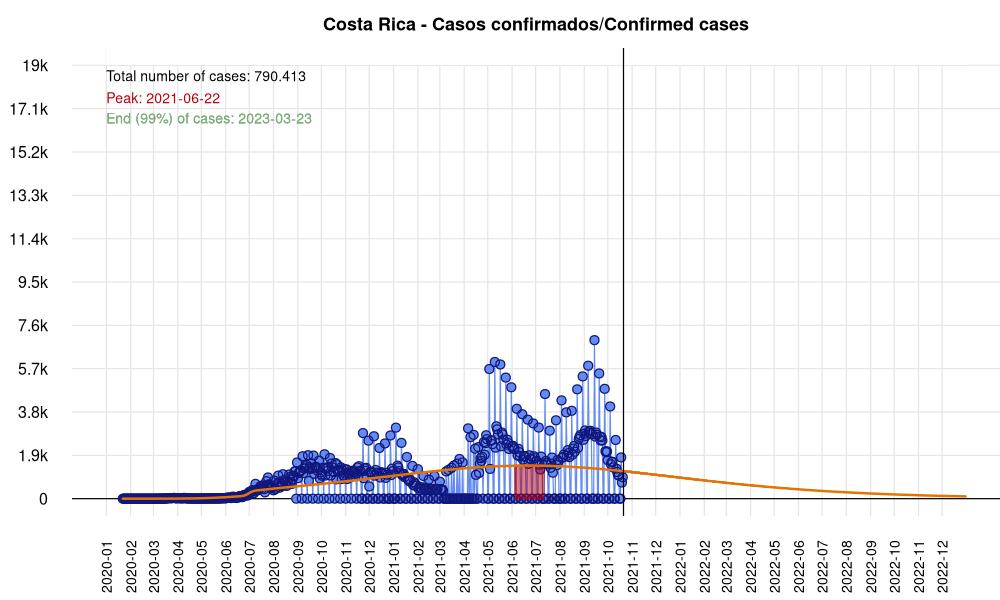 Costa Rica - Casos confirmados/Confirmed cases
Total number of cases: 790.413
Peak: 2021-06-22
End (99%) of cases: 2023-03-23
19k
17.1k
15.2k
13.3k
11.4k
9.5k
7.6k
5.7k
3.8k
1.9k
0
2020-01
2020-02
2020-03
2020-04
2020-05
2020-06
2020-07
2020-08
2020-09
2020-10
2020-11
2020-12
2021-01
2021-02
2021-03
2021-04
2021-05
2021-06
2021-07
2021-08
2021-09
2021-10
2021-11
2021-12
2022-01
2022-02
2022-03
2022-04
2022-05
2022-06
2022-07
2022-08
2022-09
2022-10
2022-11
2022-12